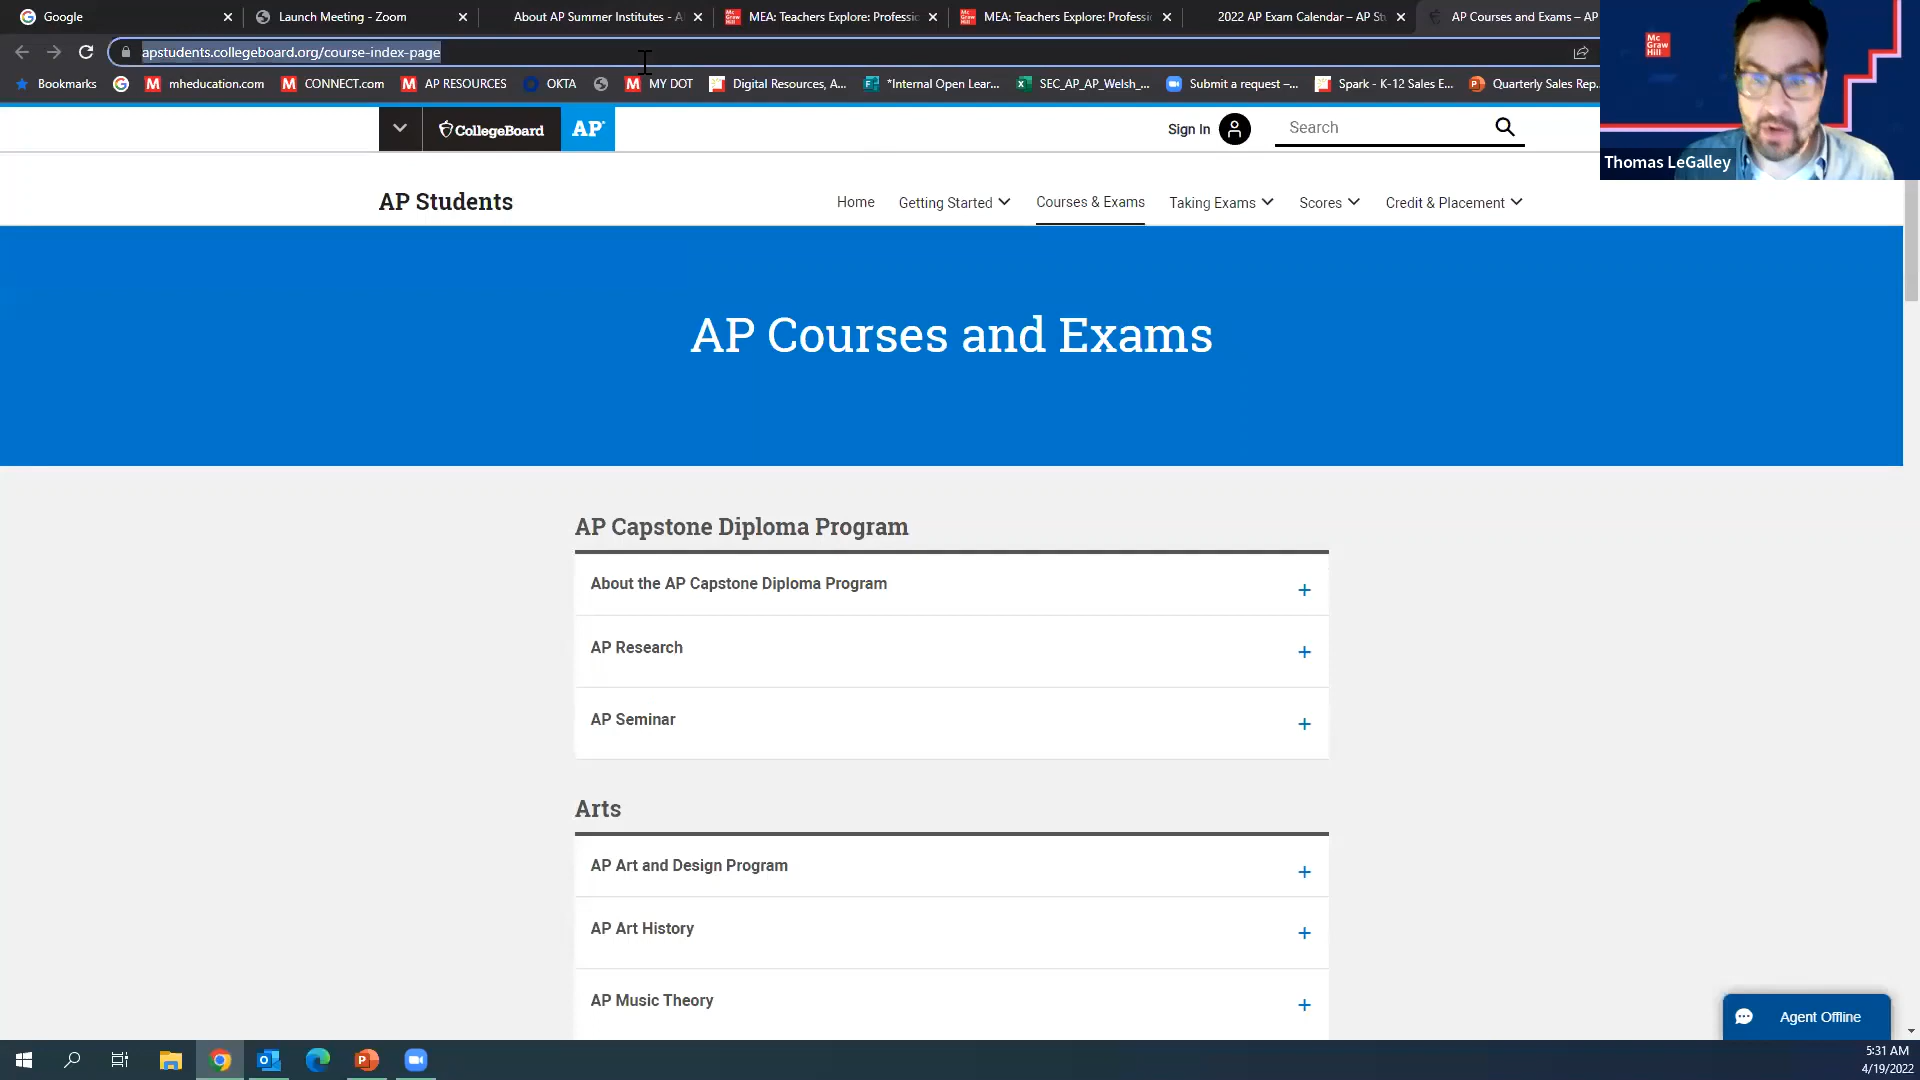 Google
Launch Meeting - Zoom
About AP Summer Institutes - A
MEA: Teachers Explore: Professic
MEA: Teachers Explore: Professi
2022 AP Exam Calendar – AP St
AP Courses and Exams – AP
apstudents.collegeboard.org/course-index-page
Bookmarks
mheducation.com
CONNECT.com
AP RESOURCES
OKTA
MY DOT
Digital Resources, A...
*Internal Open Lear...
SEC_AP_AP_Welsh_...
Submit a request –...
Spark - K-12 Sales E...
Quarterly Sales Rep...
Mc
Graw
Hill
Thomas LeGalley
CollegeBoard
AP
Sign In
Search
AP Students
Home
Getting Started
Courses & Exams
Taking Exams
Scores
Credit & Placement
AP Courses and Exams
AP Capstone Diploma Program
About the AP Capstone Diploma Program
AP Research
AP Seminar
Arts
AP Art and Design Program
AP Art History
AP Music Theory
Agent Offline
5:31 AM
4/19/2022